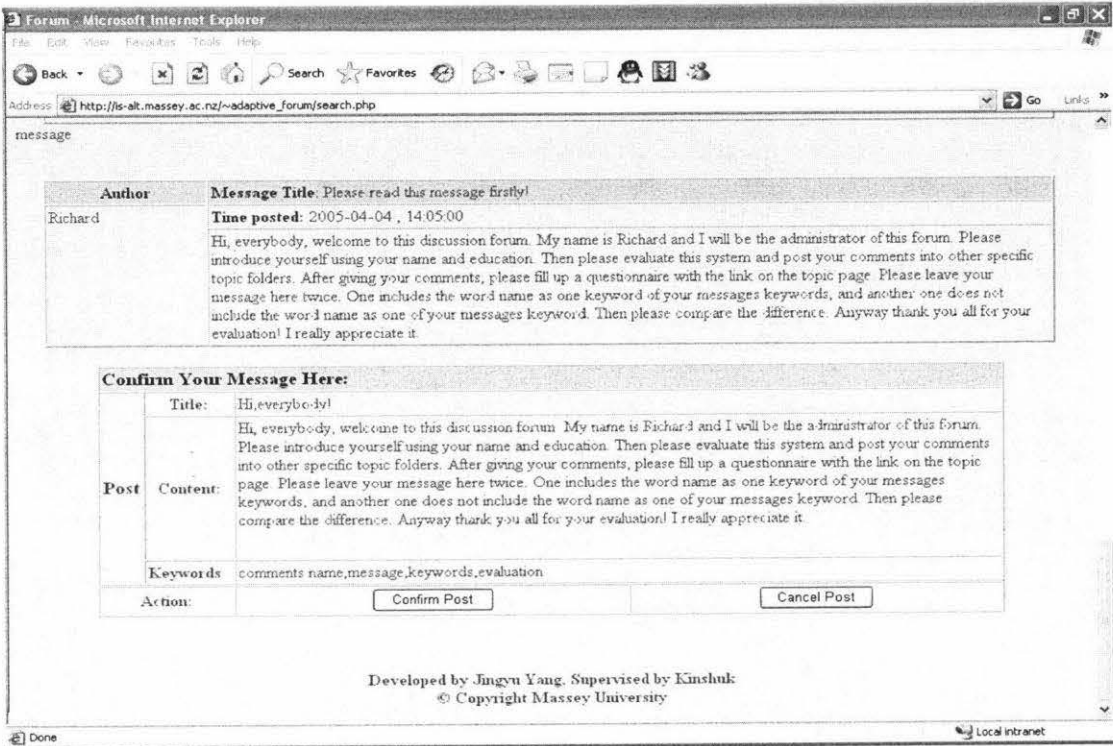 Forum - Microsoft Internet Explorer
File Edit View Favourites Tools Help
Back Search Favorites
Address http://is-alt.massey.ac.nz/~adaptive_forum/search.php Go Links »
message
Author Message Title: Please read this message firstly!
Richard Time posted: 2005-04-04 , 14:05:00
Hi, everybody, welcome to this discussion forum. My name is Richard and I will be the administrator of this forum. Please
introduce yourself using your name and education. Then please evaluate this system and post your comments into other specific
topic folders. After giving your comments, please fill up a questionnaire with the link on the topic page. Please leave your
message here twice. One includes the word name as one keyword of your messages keywords, and another one does not
include the word name as one of your messages keyword. Then please compare the difference. Anyway thank you all for your
evaluation! I really appreciate it.
Confirm Your Message Here:
Title: Hi,everybody!
Hi, everybody, welcome to this discussion forum. My name is Richard and I will be the administrator of this forum.
Please introduce yourself using your name and education. Then please evaluate this system and post your comments
into other specific topic folders. After giving your comments, please fill up a questionnaire with the link on the topic
Post Content: page. Please leave your message here twice. One includes the word name as one keyword of your messages
keywords, and another one does not include the word name as one of your messages keyword. Then please
compare the difference. Anyway thank you all for your evaluation! I really appreciate it.
Keywords comments name,message,keywords,evaluation
Action: Confirm Post Cancel Post
Developed by Jingyu Yang, Supervised by Kinshuk
© Copyright Massey University
Done Local intranet